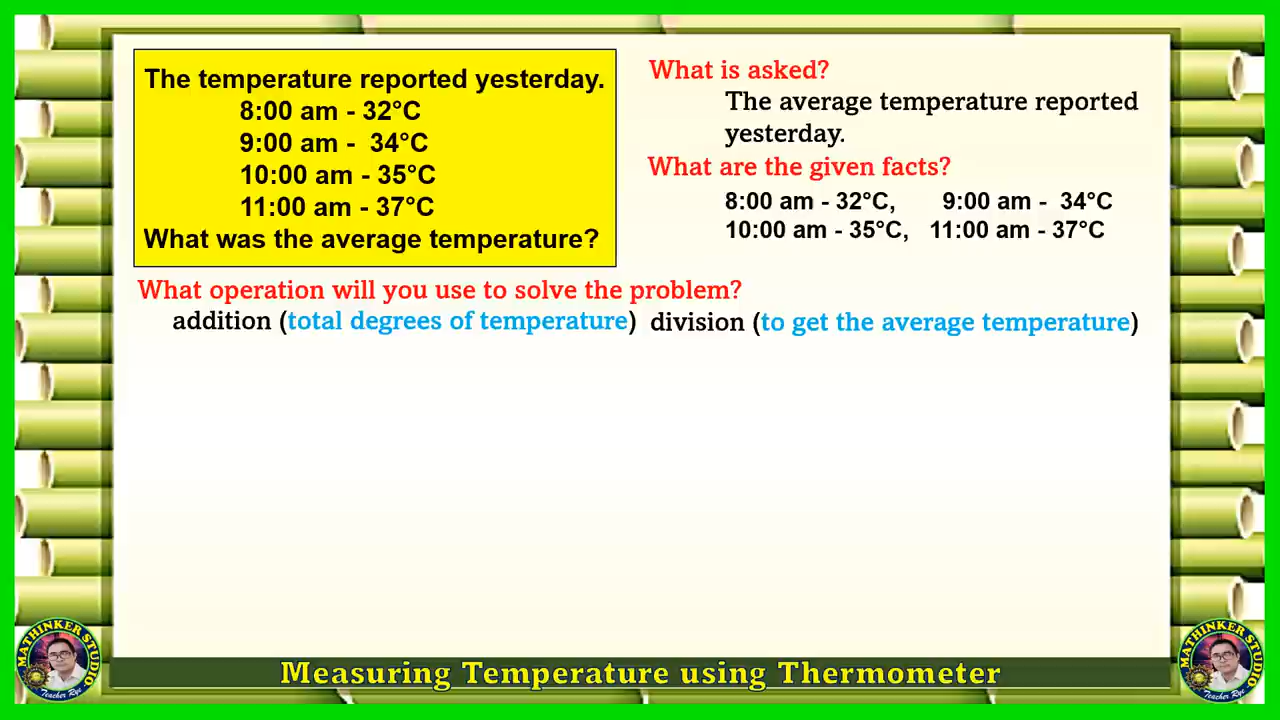 The temperature reported yesterday.
8:00 am - 32°C
9:00 am -  34°C
10:00 am - 35°C
11:00 am - 37°C
What was the average temperature?
What is asked?
The average temperature reported
yesterday.
What are the given facts?
8:00 am - 32°C,  9:00 am -  34°C
10:00 am - 35°C,  11:00 am - 37°C
What operation will you use to solve the problem?
addition (total degrees of temperature)  division (to get the average temperature)
MATHINKER STUDIO
Teacher Rye
Measuring Temperature using Thermometer
MATHINKER STUDIO
Teacher Rye